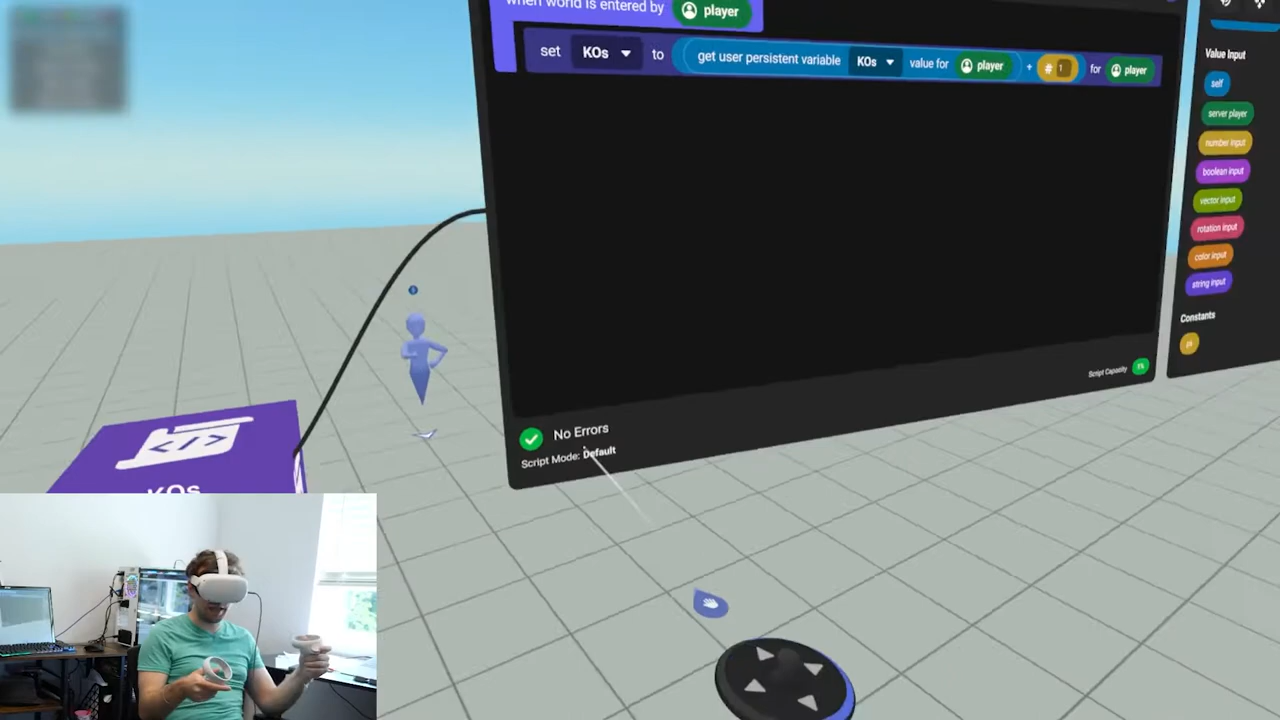 when world is entered by player
set KOs to get user persistent variable KOs value for player + # 1 for player
Value Input
self
server player
number input
boolean input
vector input
rotation input
color input
string input
Constants
Script Capacity
No Errors
Script Mode: Default
KOs